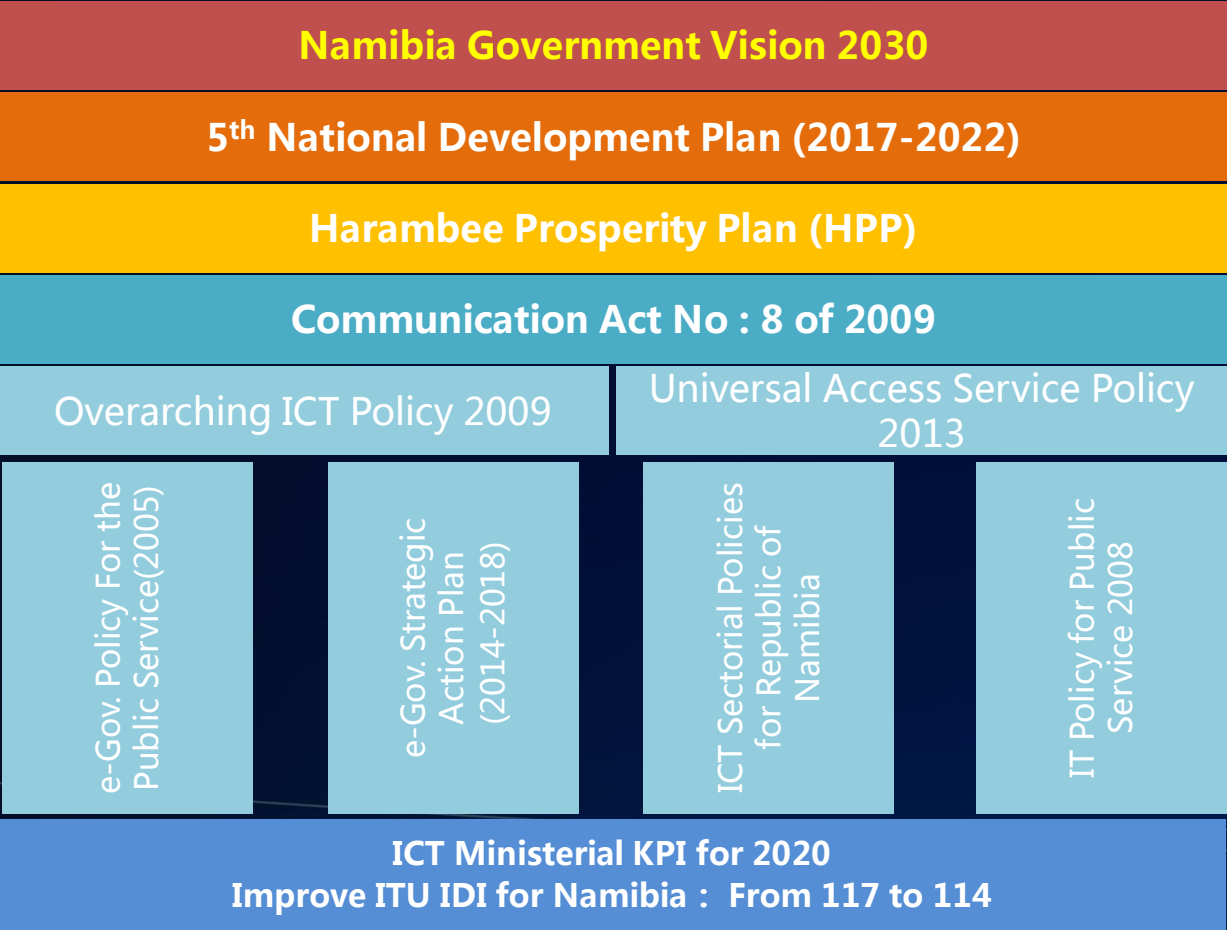 Namibia Government Vision 2030
5th National Development Plan (2017-2022)
Harambee Prosperity Plan (HPP)
Communication Act No : 8 of 2009
Overarching ICT Policy 2009
Universal Access Service Policy
2013
e-Gov. Policy For the
Public Service(2005)
e-Gov. Strategic
Action Plan
(2014-2018)
ICT Sectorial Policies
for Republic of
Namibia
IT Policy for Public
Service 2008
ICT Ministerial KPI for 2020
Improve ITU IDI for Namibia : From 117 to 114